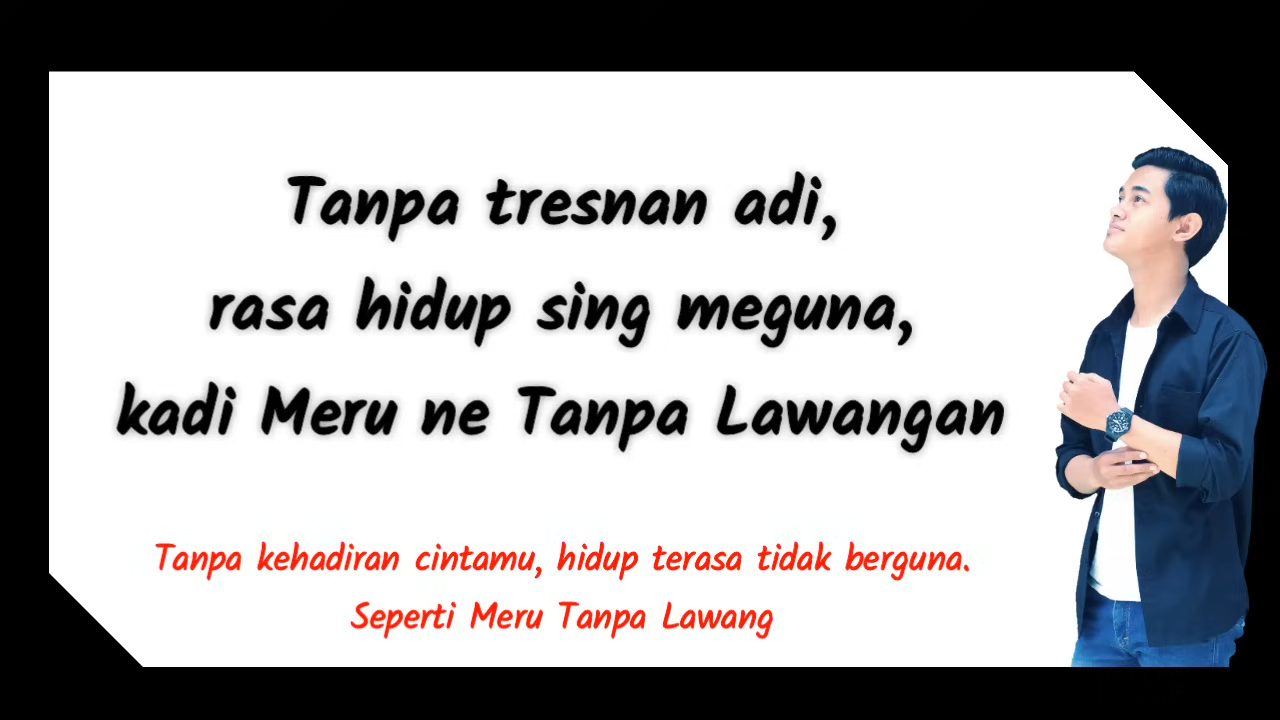 Tanpa tresnan adi,
rasa hidup sing meguna,
kadi Meru ne Tanpa Lawangan
Tanpa kehadiran cintamu, hidup terasa tidak berguna.
Seperti Meru Tanpa Lawang